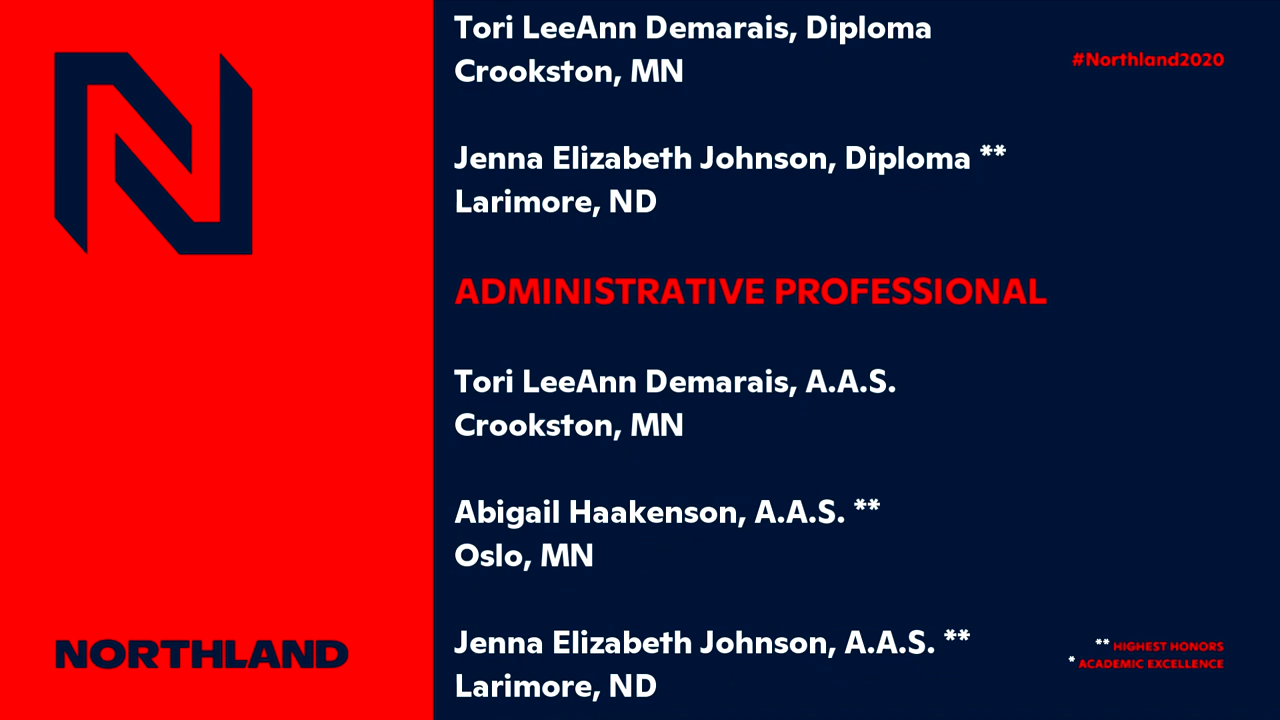 Tori LeeAnn Demarais, Diploma
Crookston, MN
#Northland2020
Jenna Elizabeth Johnson, Diploma **
Larimore, ND
ADMINISTRATIVE PROFESSIONAL
Tori LeeAnn Demarais, A.A.S.
Crookston, MN
Abigail Haakenson, A.A.S. **
Oslo, MN
Jenna Elizabeth Johnson, A.A.S. **
Larimore, ND
N
NORTHLAND
** HIGHEST HONORS
* ACADEMIC EXCELLENCE